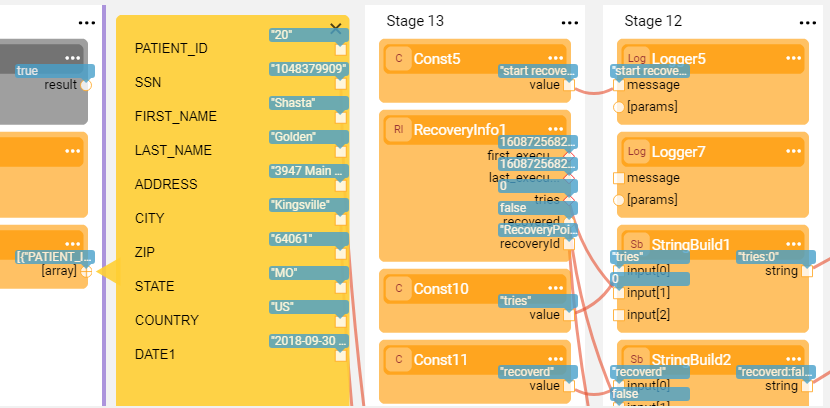 true
result
[{"PATIENT_I...
[array]
PATIENT_ID
"20"
SSN
"1048379909"
FIRST_NAME
"Shasta"
LAST_NAME
"Golden"
ADDRESS
"3947 Main ...
CITY
"Kingsville"
ZIP
"64061"
STATE
"MO"
COUNTRY
"US"
DATE1
"2018-09-30 ...
Stage 13
C Const5
"start recove...
value
RI RecoveryInfo1
1608725682...
first_execu
1608725682...
last_execu
0
tries
false
recovered
"RecoveryPoi...
recoveryId
C Const10
"tries"
value
C Const11
"recoverd"
value
Stage 12
Log Logger5
"start recove...
message
[params]
Log Logger7
message
[params]
Sb StringBuild1
"tries"
input[0]
0
input[1]
input[2]
"tries:0"
string
Sb StringBuild2
"recoverd"
input[0]
false
input[1]
"recoverd:fal...
string